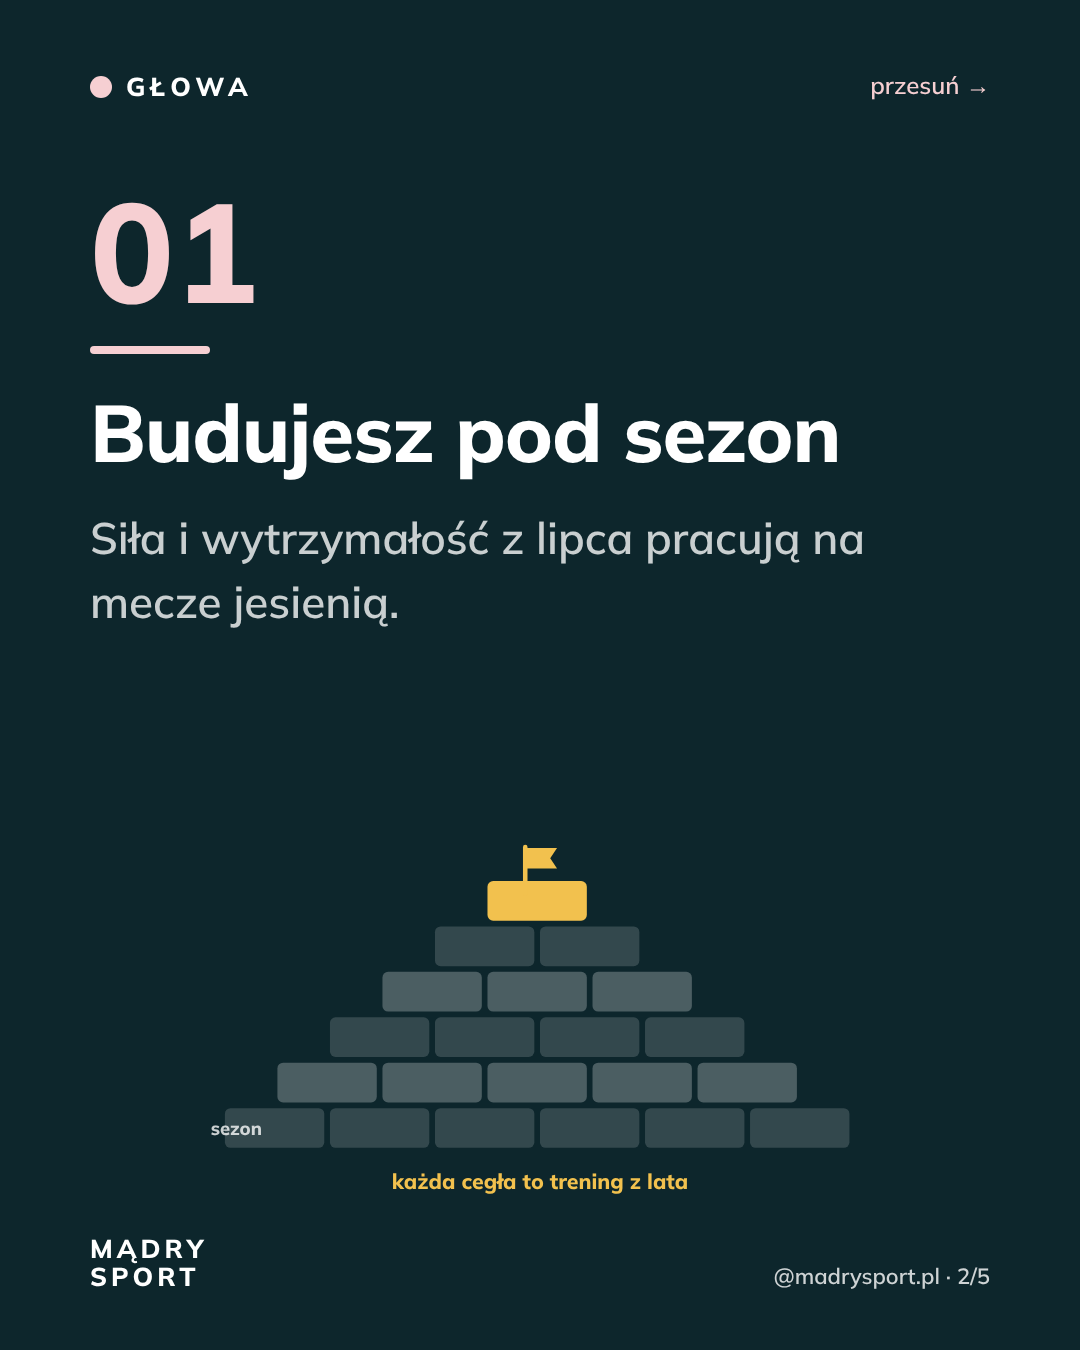 GŁOWA
przesuń →
01
Budujesz pod sezon
Siła i wytrzymałość z lipca pracują na
mecze jesienią.
sezon
każda cegła to trening z lata
MĄDRY
SPORT
@madrysport.pl · 2/5